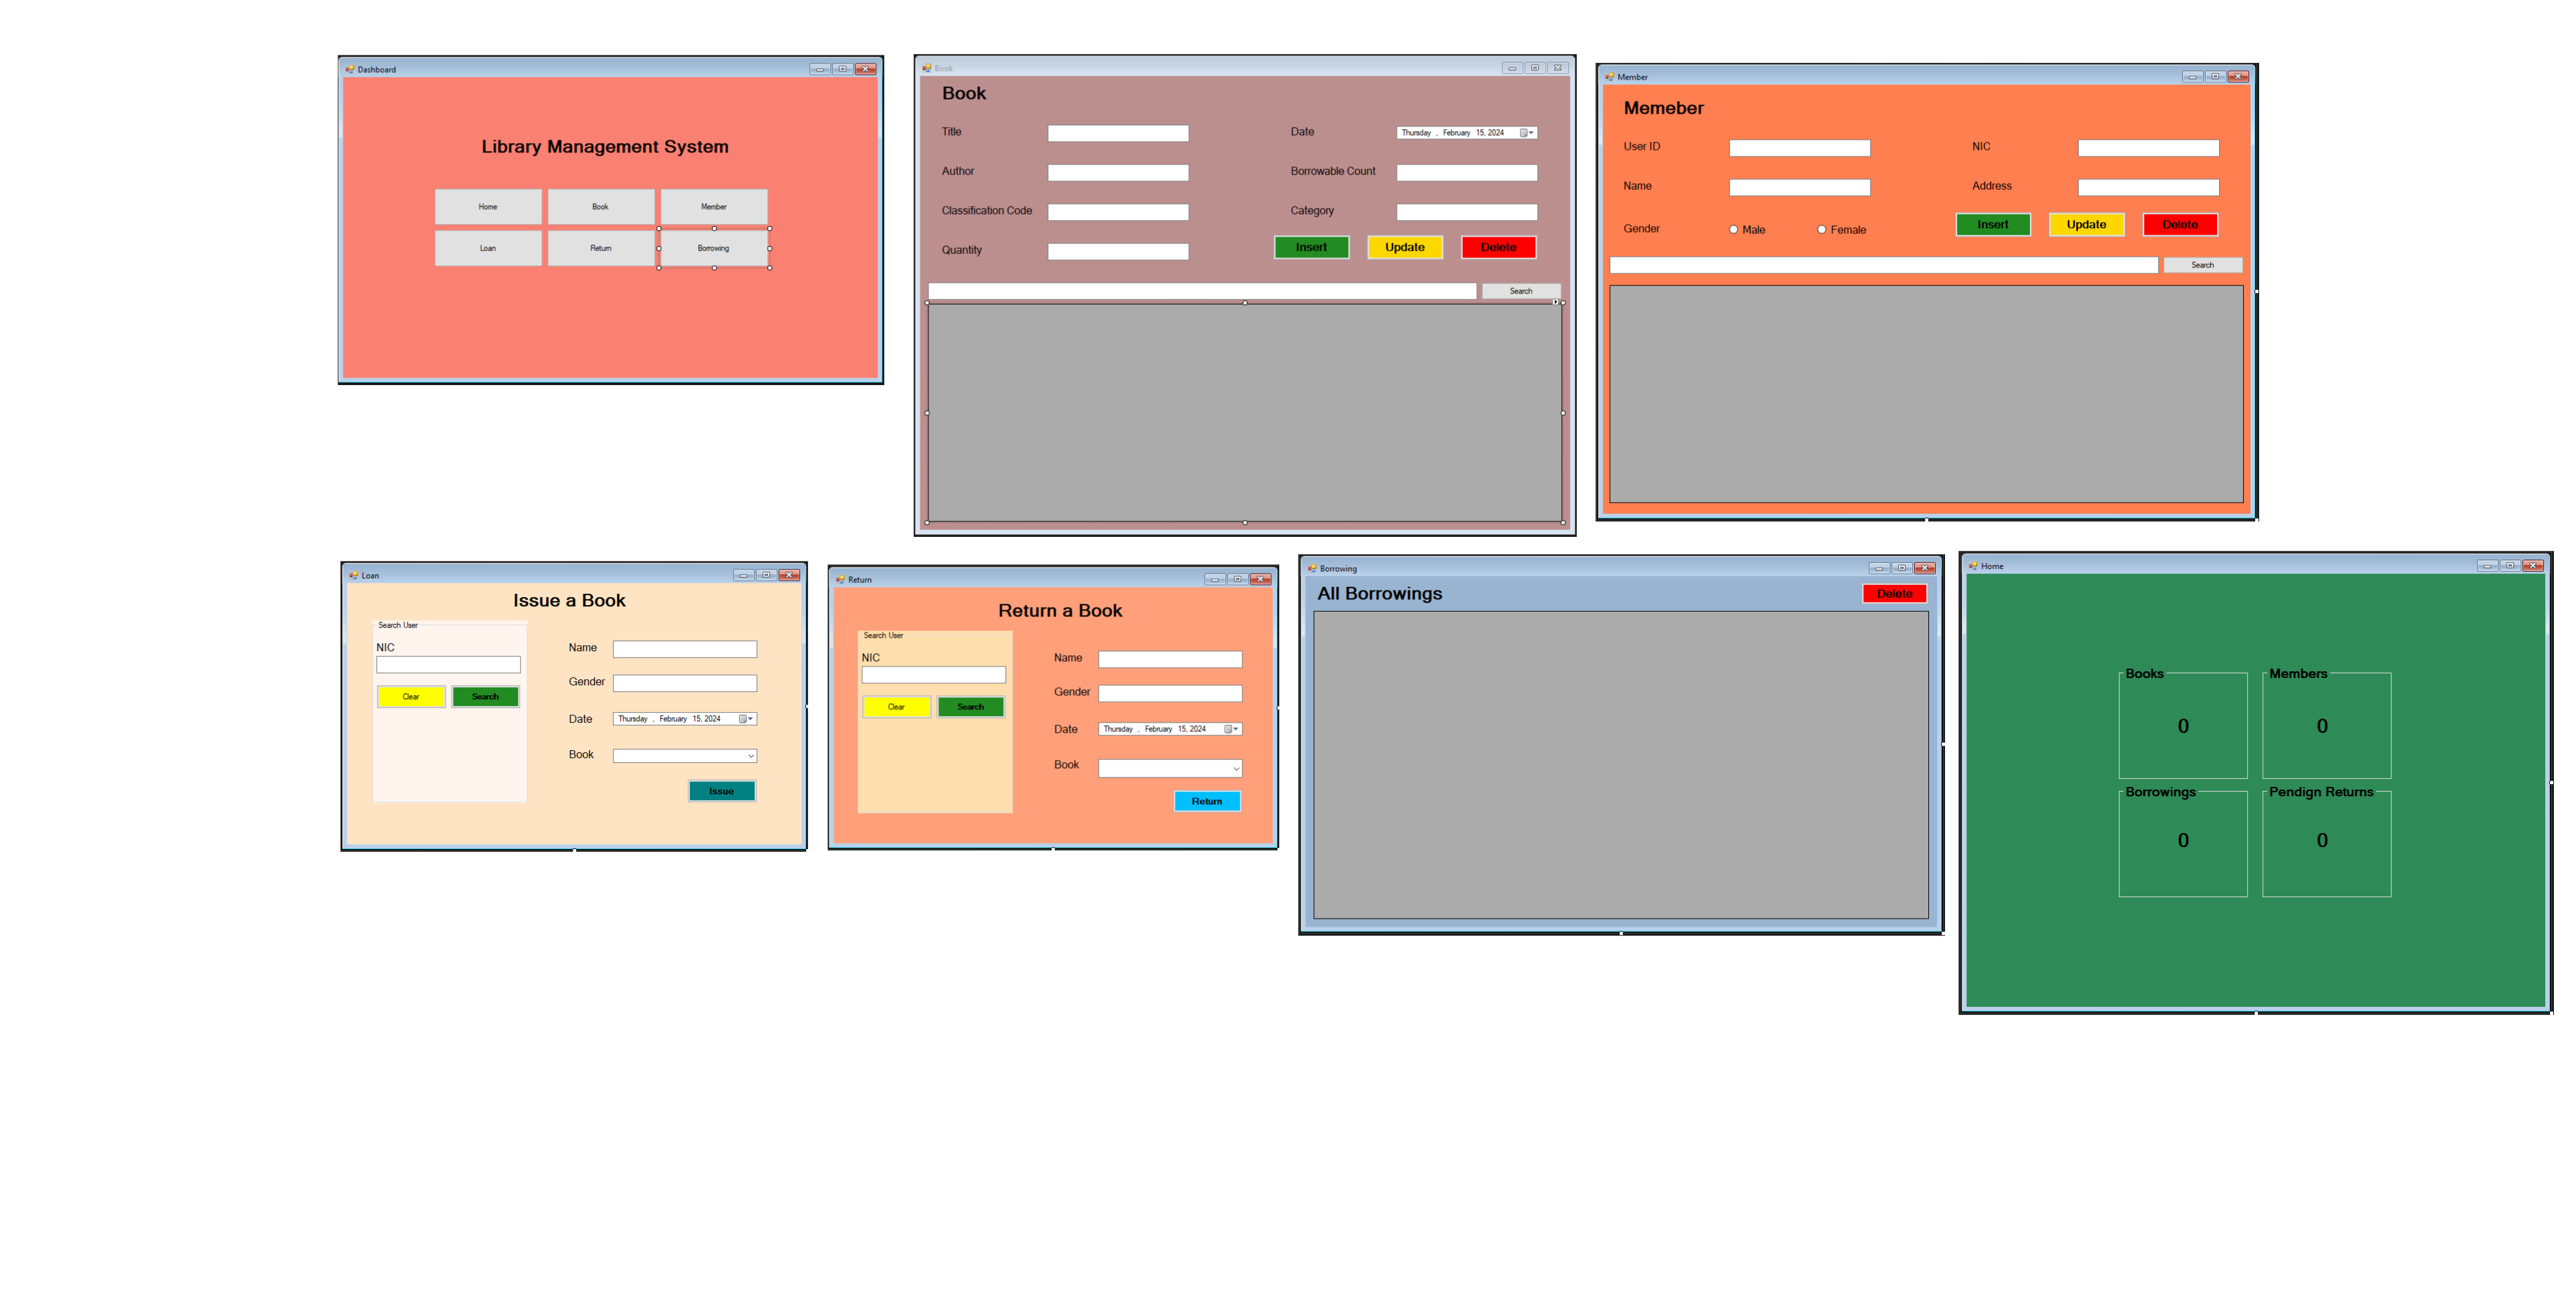 Dashboard
Library Management System
Home
Book
Member
Loan
Return
Borrowing
Book
Book
Title
Date
Thursday , February 15, 2024
Author
Borrowable Count
Classification Code
Category
Quantity
Insert
Update
Delete
Search
Member
Memeber
User ID
NIC
Name
Address
Gender
Male
Female
Insert
Update
Delete
Search
Loan
Issue a Book
Search User
NIC
Clear
Search
Name
Gender
Date
Thursday , February 15, 2024
Book
Issue
Return
Return a Book
Search User
NIC
Clear
Search
Name
Gender
Date
Thursday , February 15, 2024
Book
Return
Borrowing
All Borrowings
Delete
Home
Books
0
Members
0
Borrowings
0
Pendign Returns
0